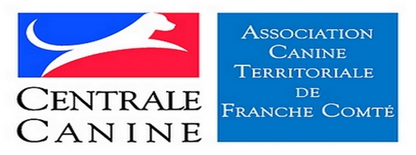 CENTRALE
CANINE
ASSOCIATION
CANINE
TERRITORIALE
DE
FRANCHE COMTÉ